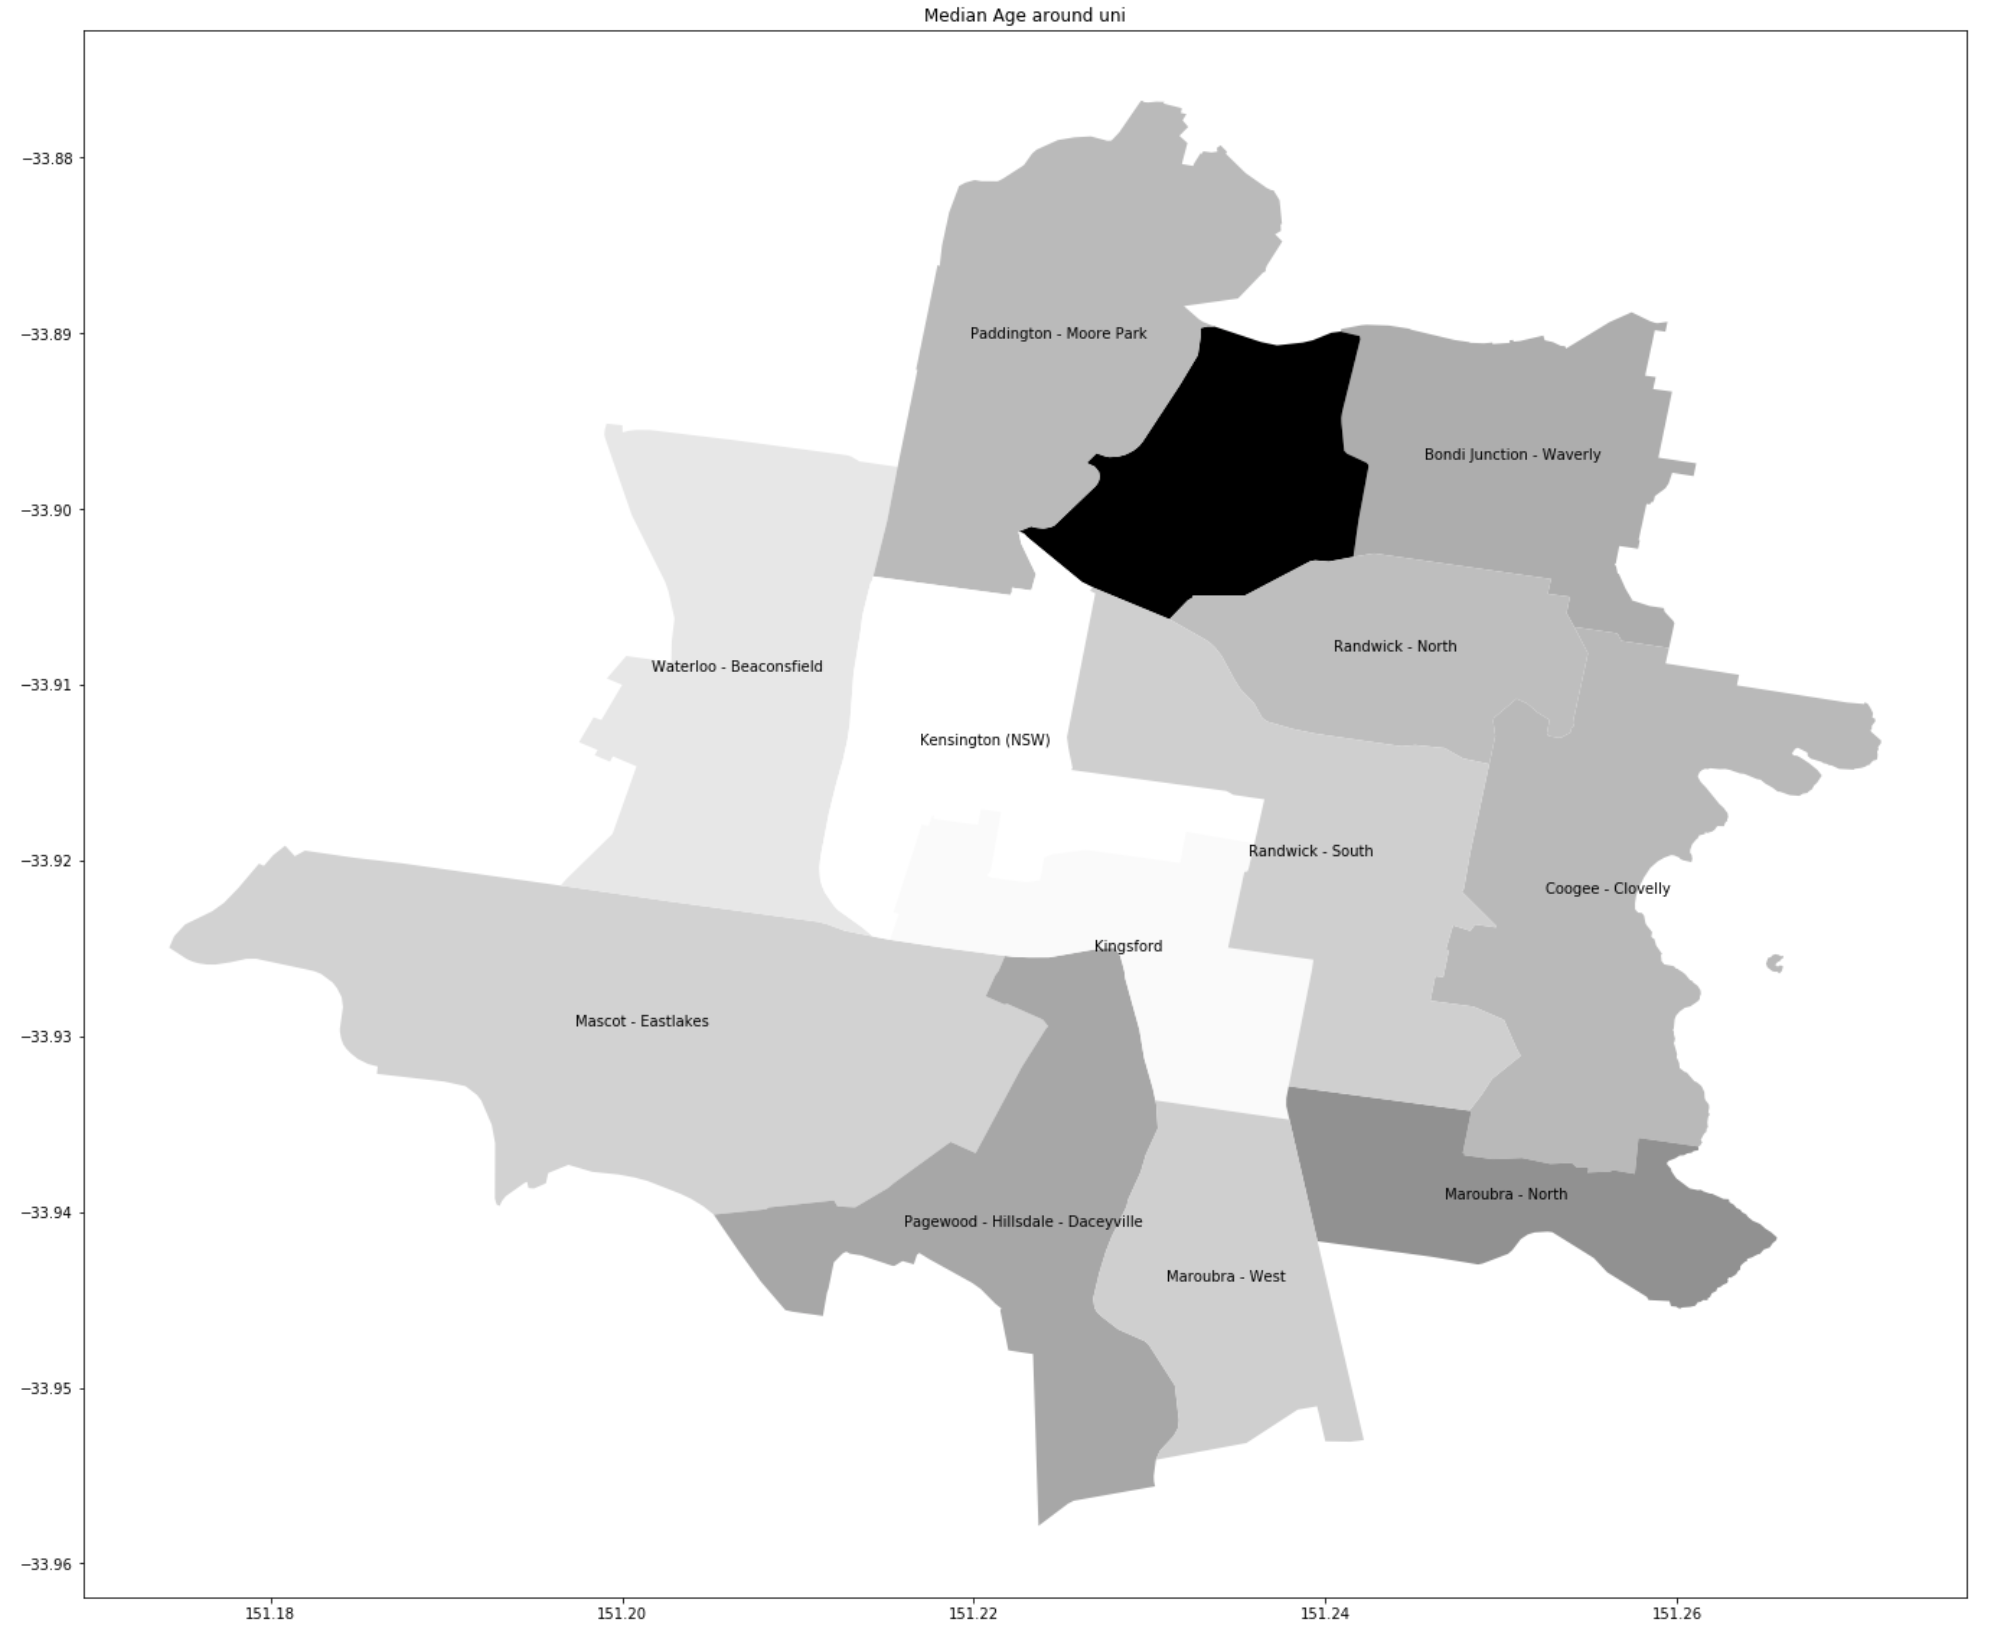 Median Age around uni
−33.88
−33.89
Paddington - Moore Park
Bondi Junction - Waverly
−33.90
Randwick - North
Waterloo - Beaconsfield
−33.91
Kensington (NSW)
Randwick - South
−33.92
Coogee - Clovelly
Kingsford
Mascot - Eastlakes
−33.93
Maroubra - North
−33.94
Pagewood - Hillsdale - Daceyville
Maroubra - West
−33.95
−33.96
151.18
151.20
151.22
151.24
151.26